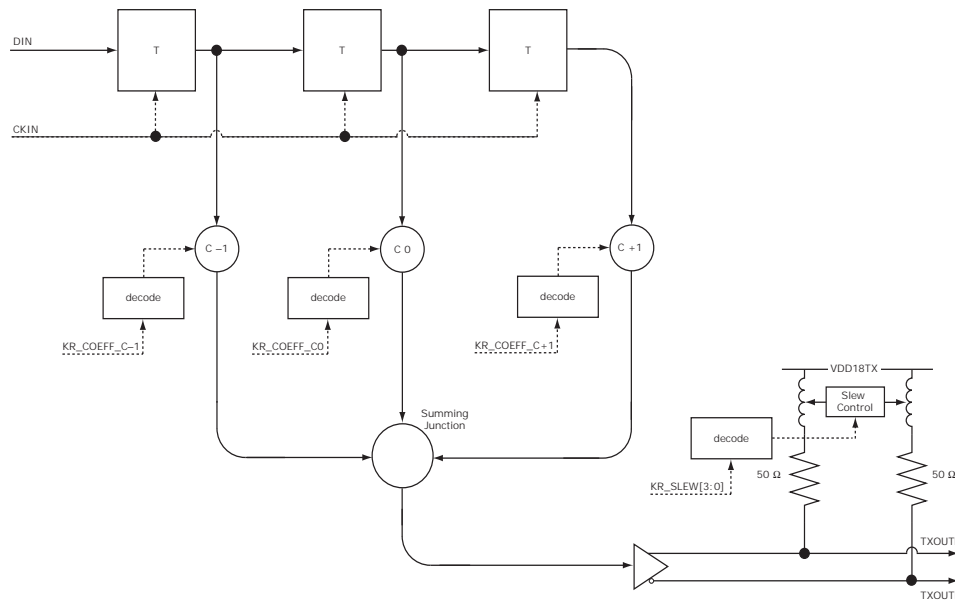 DIN
T
T
T
CKIN
C –1
C 0
C +1
decode
decode
decode
KR_COEFF_C–1
KR_COEFF_C0
KR_COEFF_C+1
VDD18TX
Slew
Control
Summing
Junction
decode
50 Ω
50 Ω
KR_SLEW[3:0]
TXOUT
TXOUT